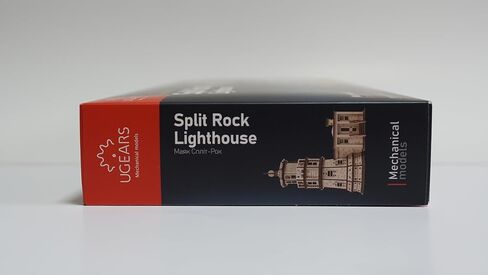 UGEARS
Mechanical models
Split Rock
Lighthouse
Маяк Спліт-Рок
Mechanical
models